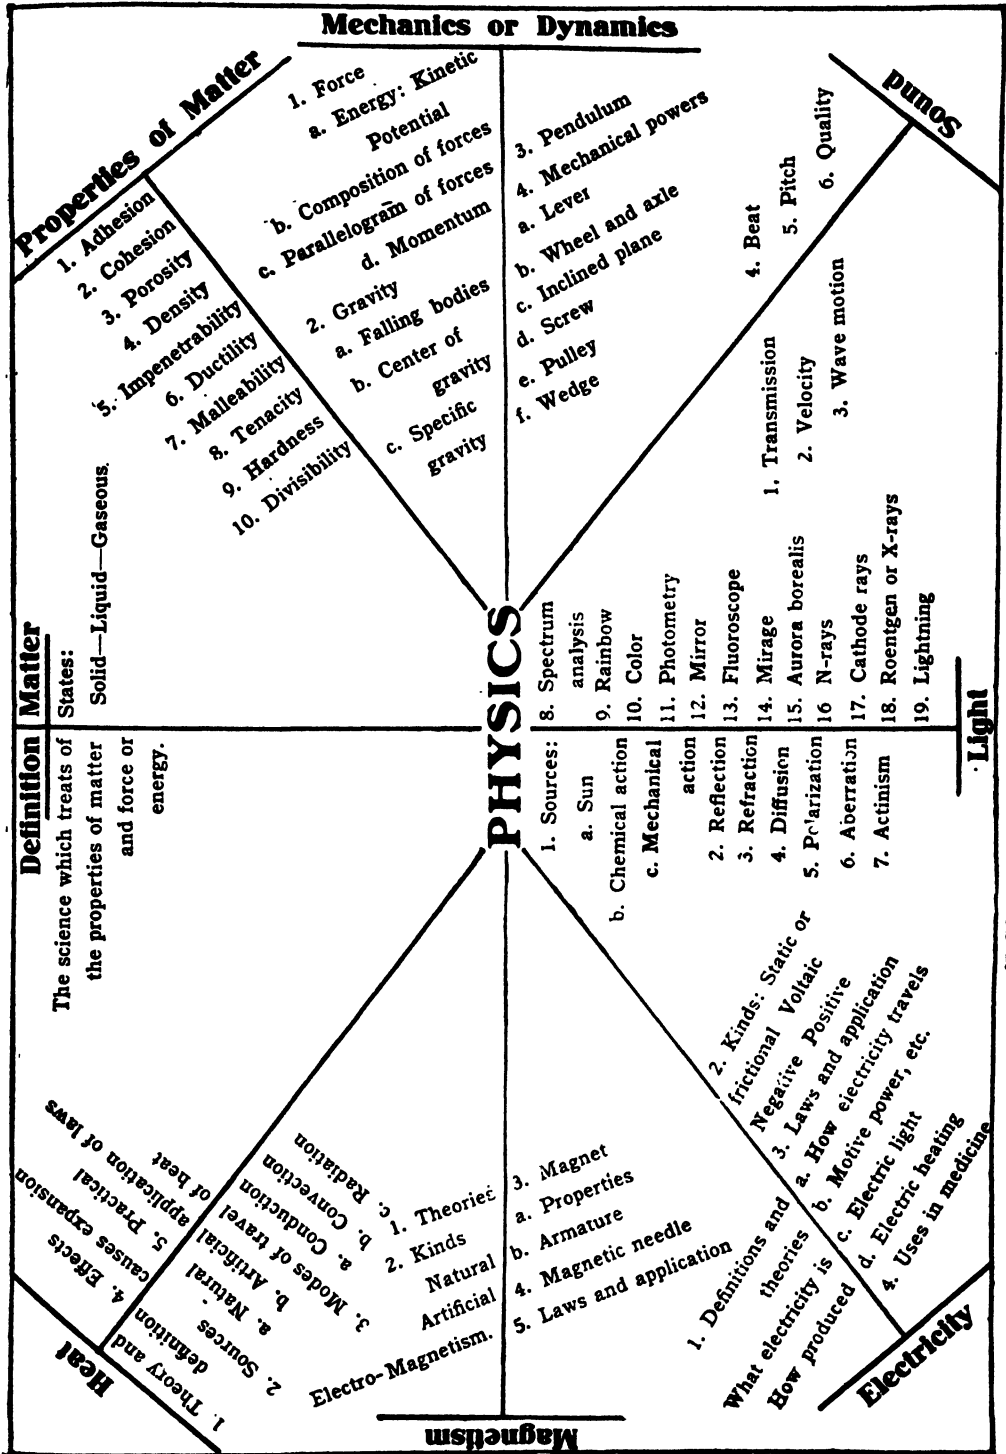 Mechanics or Dynamics
1. Force
a. Energy: Kinetic
Potential
b. Composition of forces
c. Parallelogram of forces
d. Momentum
2. Gravity
a. Falling bodies
b. Center of
gravity
c. Specific
gravity
3. Pendulum
4. Mechanical powers
a. Lever
b. Wheel and axle
c. Inclined plane
d. Screw
e. Pulley
f. Wedge
Sound
1. Transmission
2. Velocity
3. Wave motion
4. Beat
5. Pitch
6. Quality
Properties of Matter
1. Adhesion
2. Cohesion
3. Porosity
4. Density
5. Impenetrability
6. Ductility
7. Malleability
8. Tenacity
9. Hardness
10. Divisibility
Matter
States:
Solid—Liquid—Gaseous.
Definition
The science which treats of
the properties of matter
and force or
energy.
PHYSICS
Light
1. Sources:
a. Sun
b. Chemical action
c. Mechanical
action
2. Reflection
3. Refraction
4. Diffusion
5. Polarization
6. Aberration
7. Actinism
8. Spectrum
analysis
9. Rainbow
10. Color
11. Photometry
12. Mirror
13. Fluoroscope
14. Mirage
15. Aurora borealis
16 N-rays
17. Cathode rays
18. Roentgen or X-rays
19. Lightning
Heat
1. Theory and
definition
2. Sources
a. Natural
b. Artificial
3. Modes of travel
a. Conduction
b. Convection
c. Radiation
4. Effects
causes expansion
5. Practical
application of laws
of heat
Magnetism
1. Theories
2. Kinds
Natural
Artificial
Electro-Magnetism.
3. Magnet
a. Properties
b. Armature
4. Magnetic needle
5. Laws and application
Electricity
1. Definitions and
theories
What electricity is
How produced
2. Kinds: Static or
frictional Voltaic
Negative Positive
3. Laws and application
a. How electricity travels
b. Motive power, etc.
c. Electric light
d. Electric heating
4. Uses in medicine